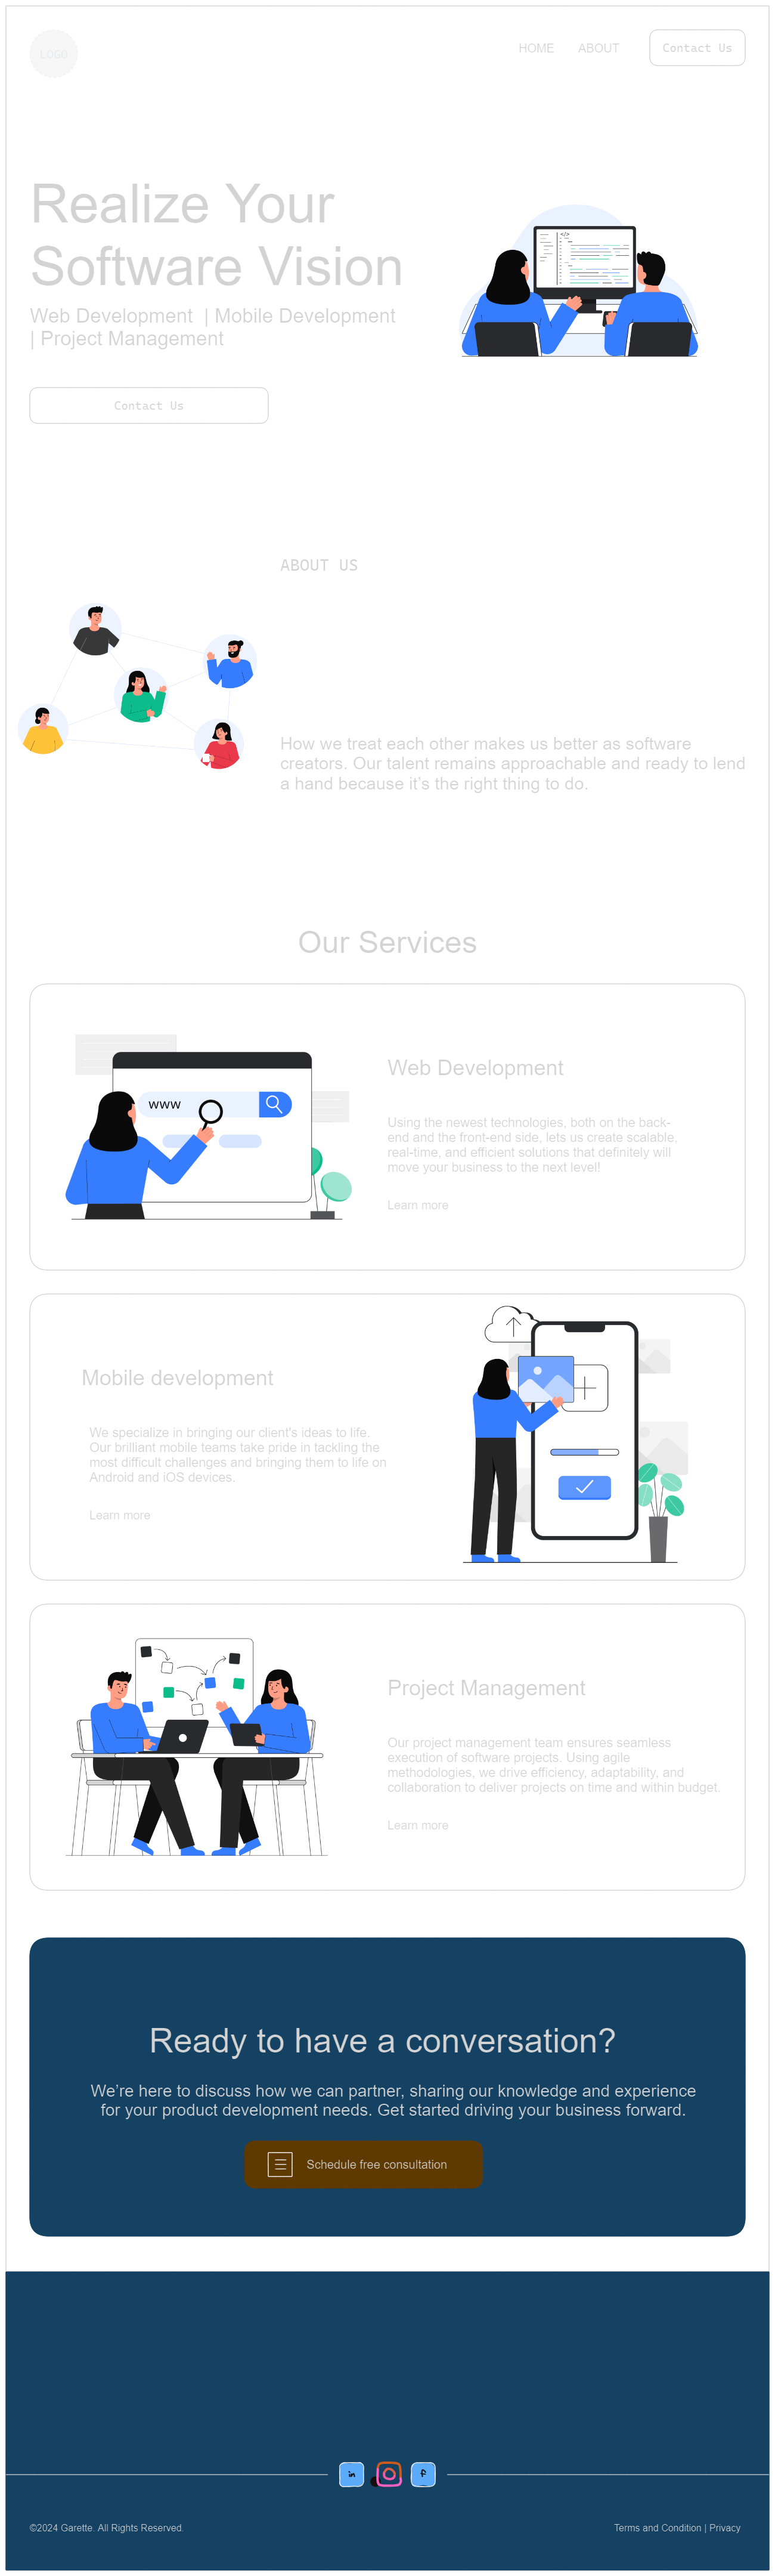 LOGO
HOME
ABOUT
Contact Us
Realize Your
Software Vision
Web Development | Mobile Development
| Project Management
Contact Us
</>
ABOUT US
How we treat each other makes us better as software
creators. Our talent remains approachable and ready to lend
a hand because it’s the right thing to do.
Our Services
www
Web Development
Using the newest technologies, both on the back-
end and the front-end side, lets us create scalable,
real-time, and efficient solutions that definitely will
move your business to the next level!
Learn more
Mobile development
We specialize in bringing our client's ideas to life.
Our brilliant mobile teams take pride in tackling the
most difficult challenges and bringing them to life on
Android and iOS devices.
Learn more
Project Management
Our project management team ensures seamless
execution of software projects. Using agile
methodologies, we drive efficiency, adaptability, and
collaboration to deliver projects on time and within budget.
Learn more
Ready to have a conversation?
We’re here to discuss how we can partner, sharing our knowledge and experience
for your product development needs. Get started driving your business forward.
Schedule free consultation
in
©2024 Garette. All Rights Reserved.
Terms and Condition | Privacy